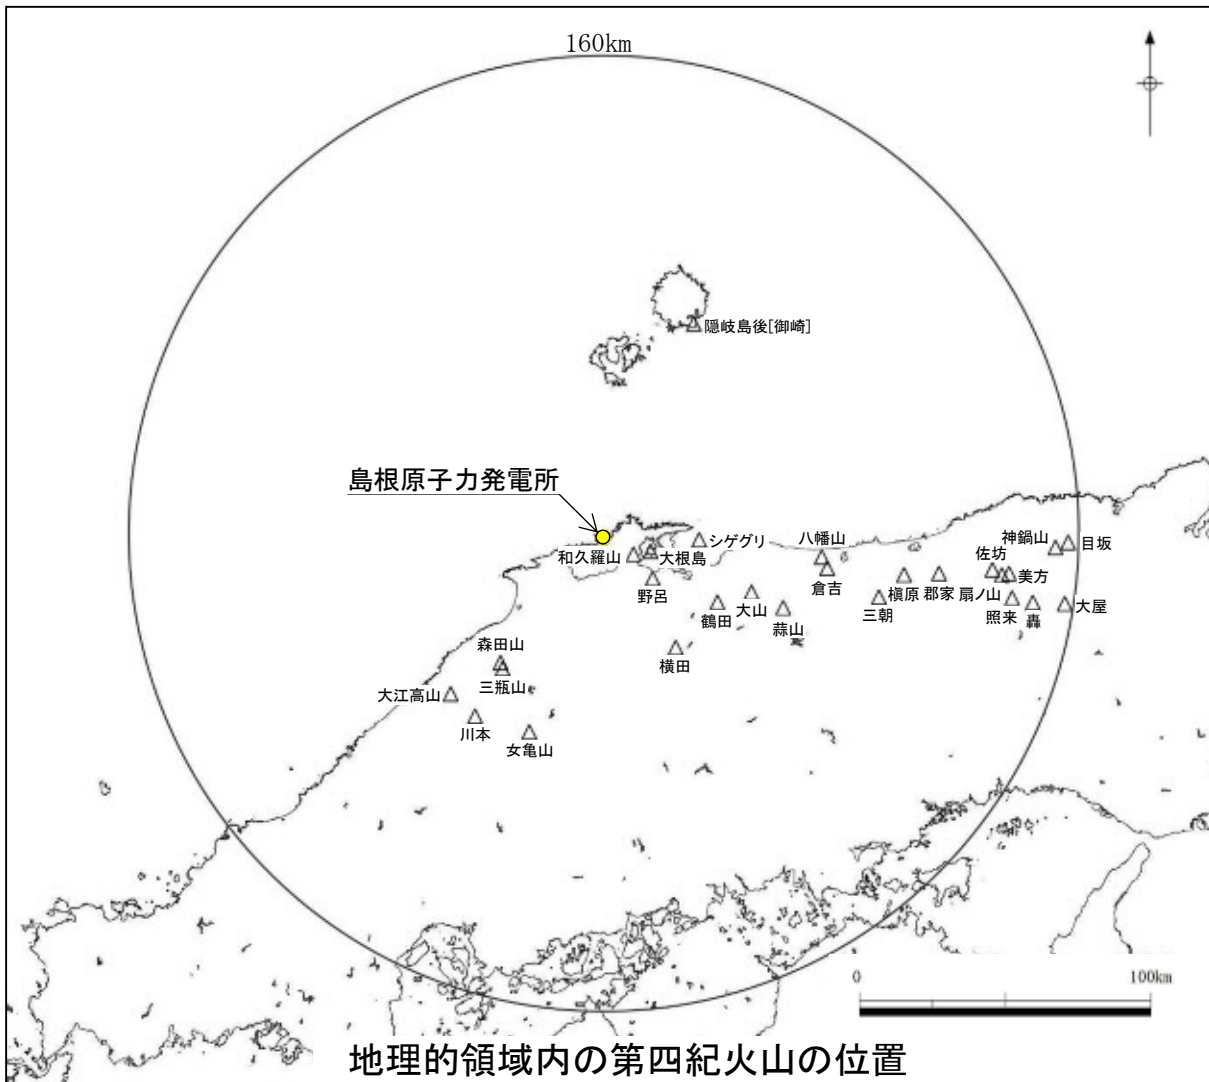 160km
隠岐島後[御崎]
島根原子力発電所
和久羅山
大根島
シゲグリ
八幡山
神鍋山
目坂
佐坊
野呂
倉吉
美方
鶴田
大山
蒜山
三朝
槇原
郡家
扇ノ山
照来
轟
大屋
横田
森田山
三瓶山
大江高山
川本
女亀山
0
100km
地理的領域内の第四紀火山の位置